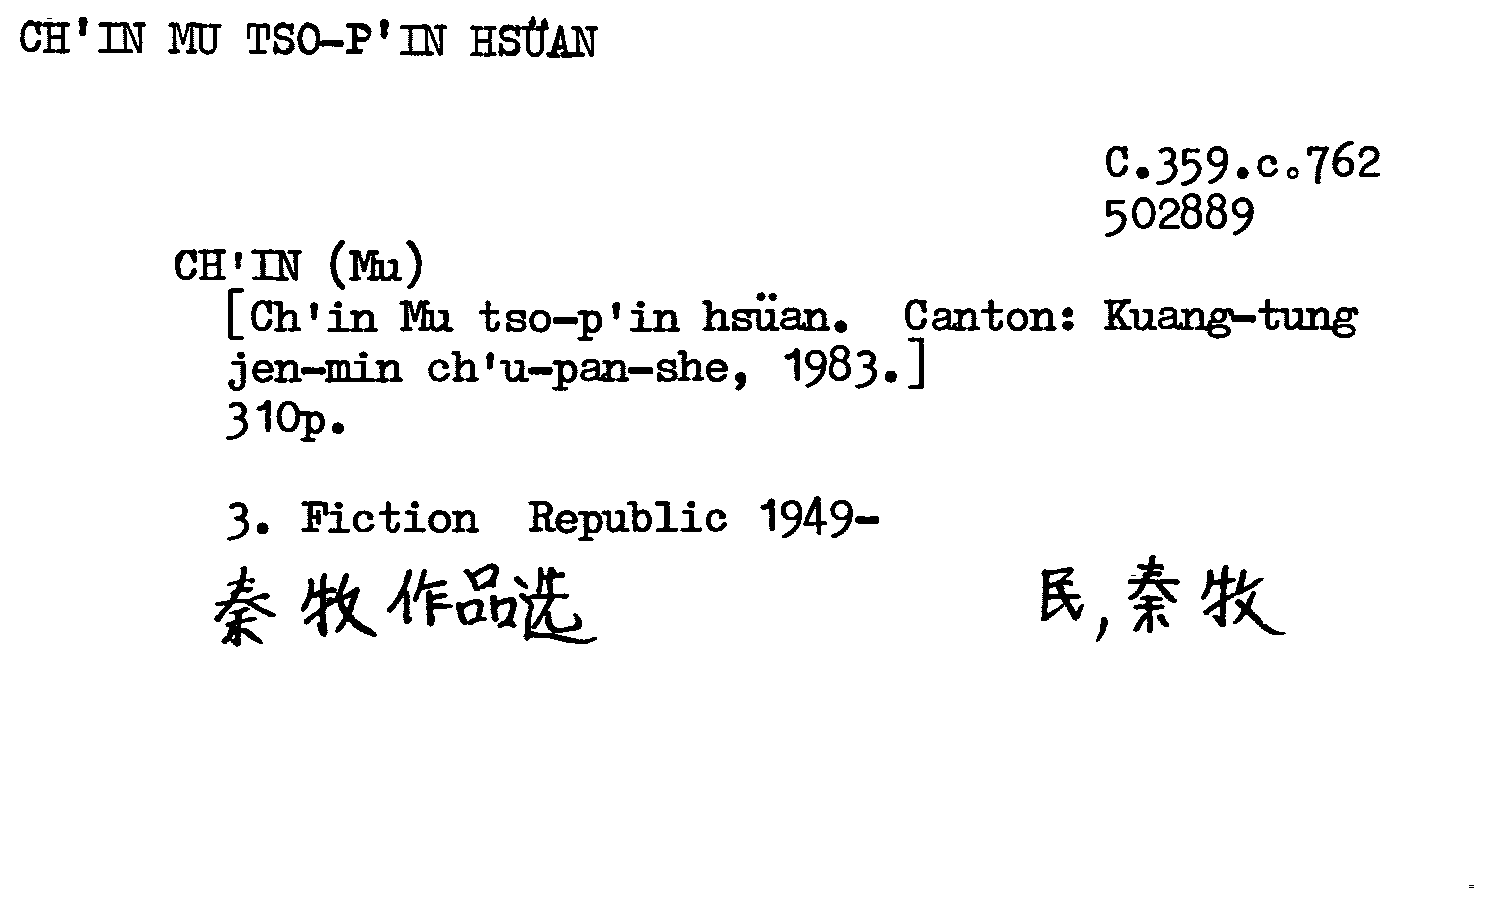 CH'IN MU TSO-P'IN HSÜAN
C.359.c.762
502889
CH'IN (Mu)
[Ch'in Mu tso-p'in hsüan. Canton: Kuang-tung
jen-min ch'u-pan-she, 1983.]
310p.
3. Fiction Republic 1949-
秦牧作品选 民,秦牧